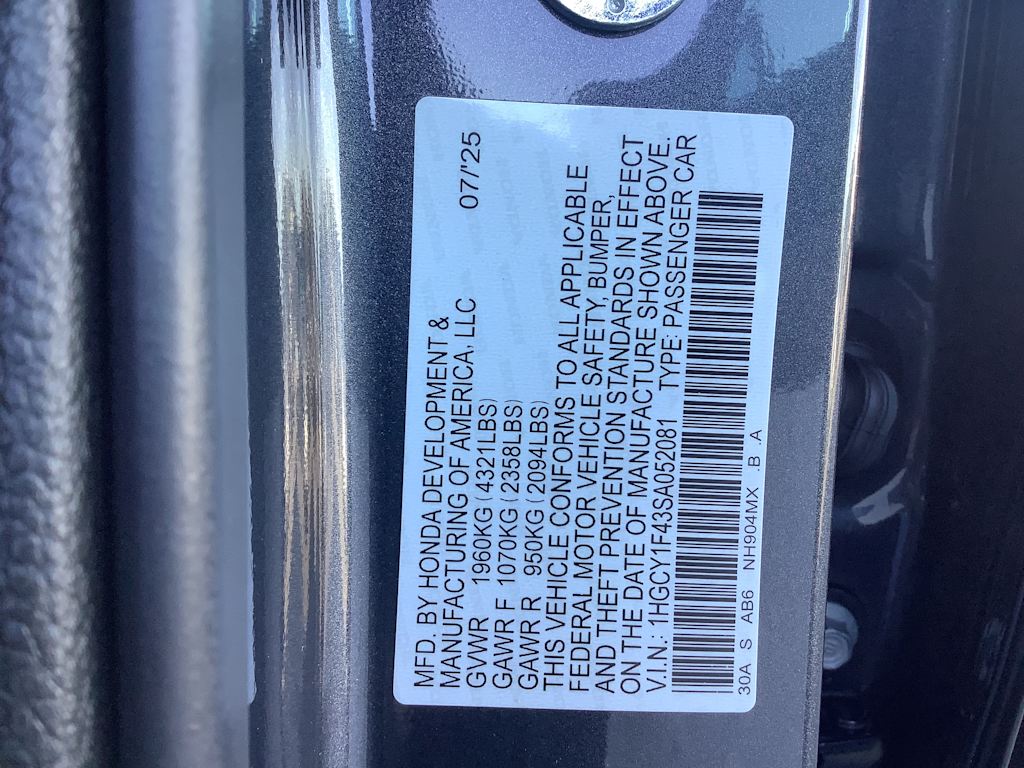 MFD. BY HONDA DEVELOPMENT &
MANUFACTURING OF AMERICA, LLC 07/'25
GVWR 1960KG (4321LBS)
GAWR F 1070KG (2358LBS)
GAWR R 950KG (2094LBS)
THIS VEHICLE CONFORMS TO ALL APPLICABLE
FEDERAL MOTOR VEHICLE SAFETY, BUMPER,
AND THEFT PREVENTION STANDARDS IN EFFECT
ON THE DATE OF MANUFACTURE SHOWN ABOVE.
V.I.N.: 1HGCY1F43SA052081 TYPE: PASSENGER CAR
30A S AB6 NH904MX .B .A